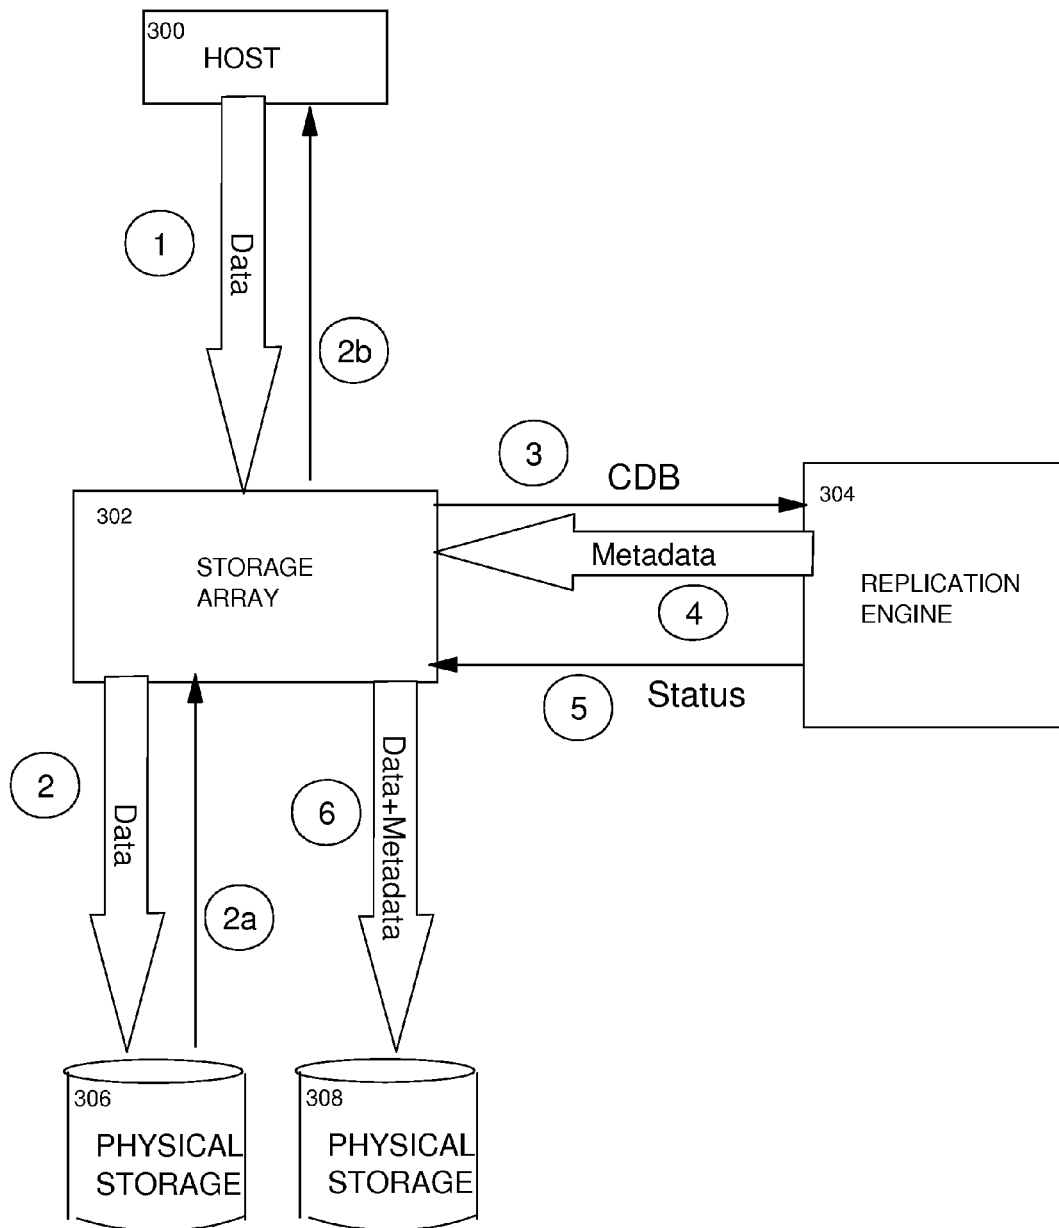 300
HOST
1
Data
2b
3
CDB
304
302
Metadata
STORAGE
ARRAY
REPLICATION
ENGINE
4
5
Status
2
Data
6
Data+Metadata
2a
306
PHYSICAL
STORAGE
308
PHYSICAL
STORAGE